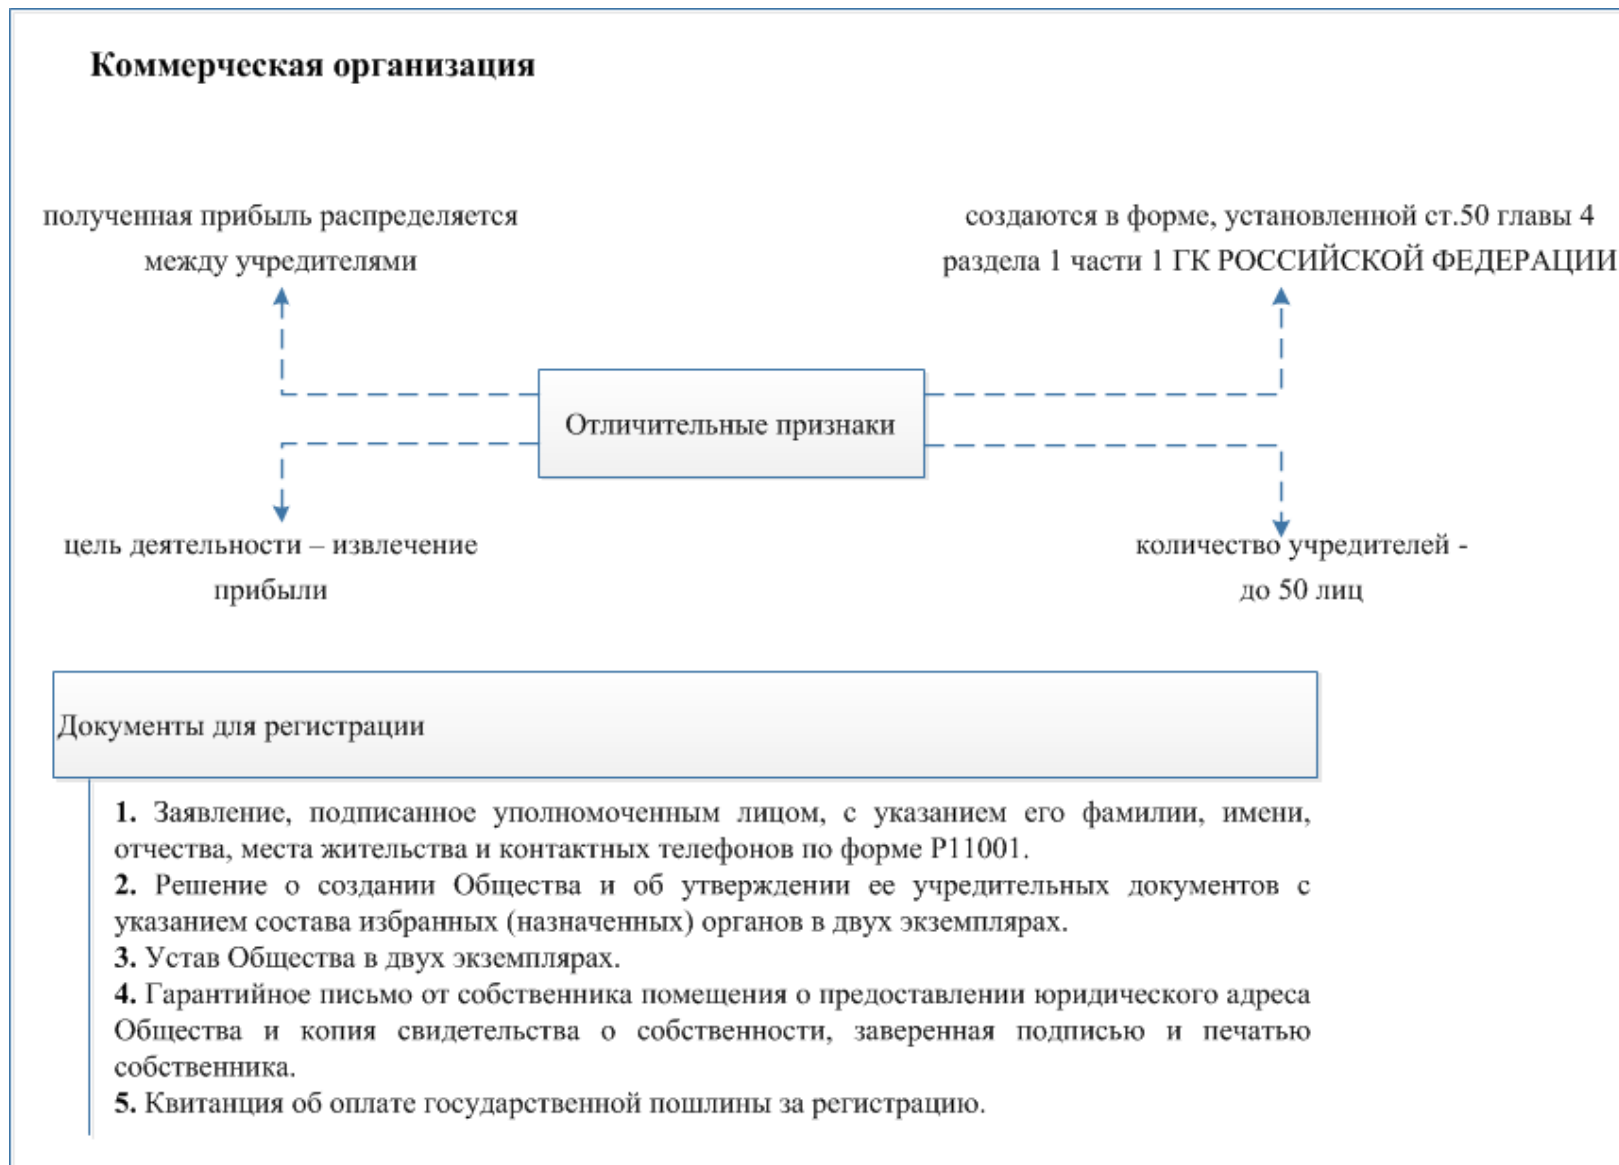 Коммерческая организация
полученная прибыль распределяется
между учредителями
создаются в форме, установленной ст.50 главы 4
раздела 1 части 1 ГК РОССИЙСКОЙ ФЕДЕРАЦИИ
Отличительные признаки
цель деятельности – извлечение
прибыли
количество учредителей -
до 50 лиц
Документы для регистрации
1. Заявление, подписанное уполномоченным лицом, с указанием его фамилии, имени,
отчества, места жительства и контактных телефонов по форме Р11001.
2. Решение о создании Общества и об утверждении ее учредительных документов с
указанием состава избранных (назначенных) органов в двух экземплярах.
3. Устав Общества в двух экземплярах.
4. Гарантийное письмо от собственника помещения о предоставлении юридического адреса
Общества и копия свидетельства о собственности, заверенная подписью и печатью
собственника.
5. Квитанция об оплате государственной пошлины за регистрацию.